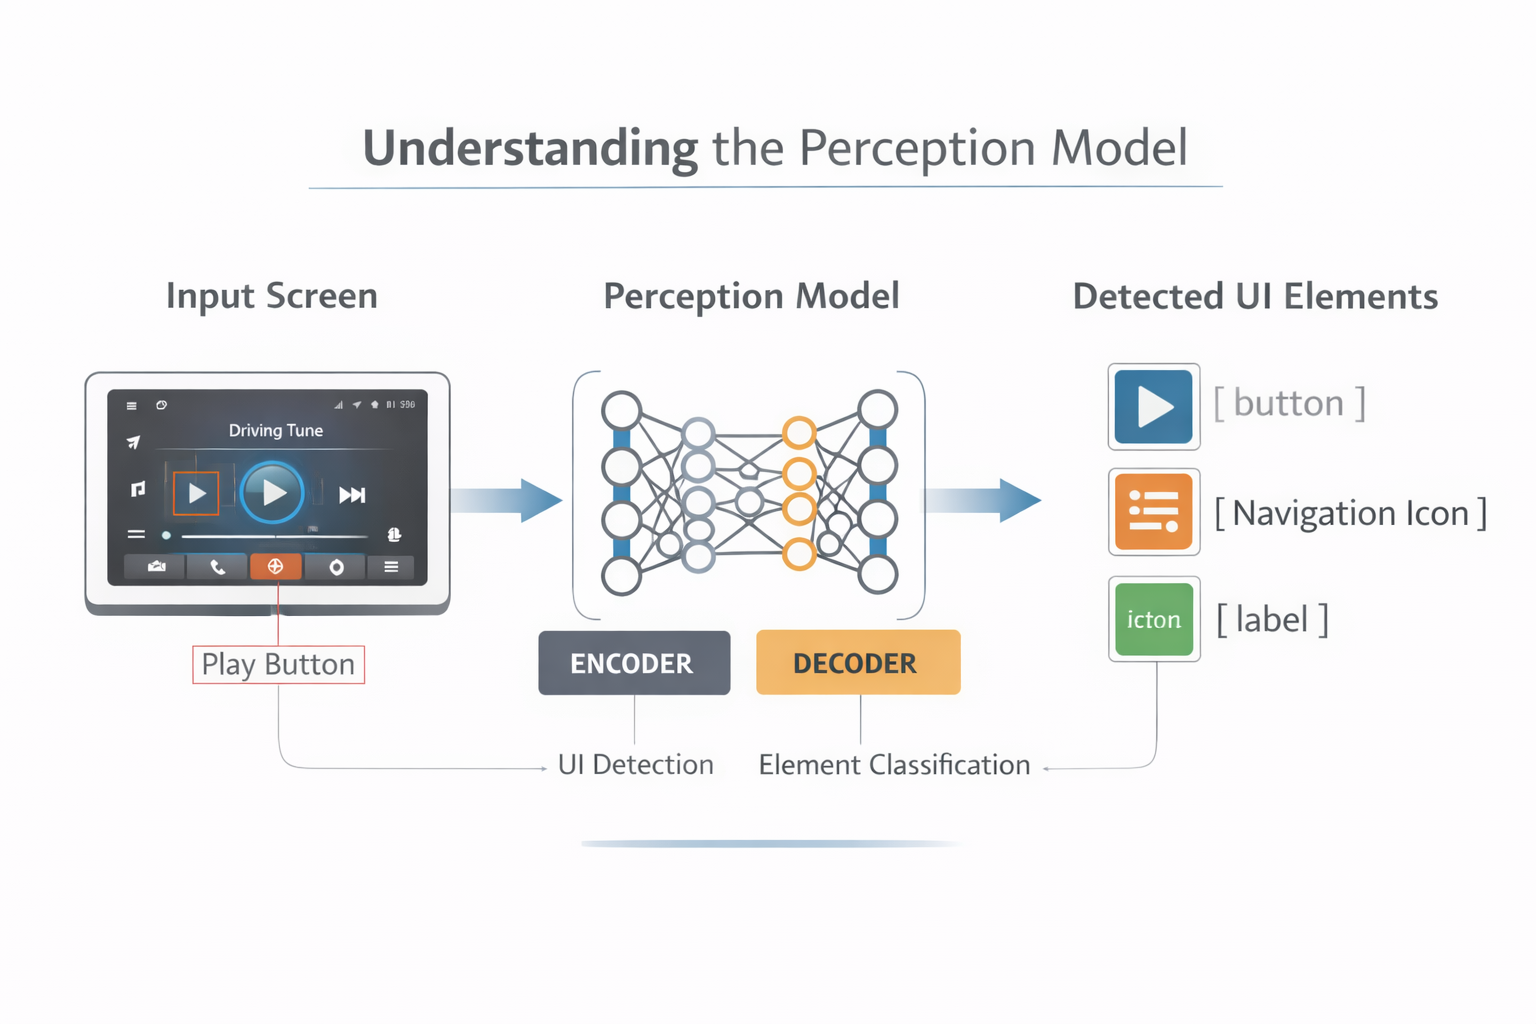 Understanding the Perception Model
Input Screen
Perception Model
Detected UI Elements
Driving Tune
[ button ]
[ Navigation Icon ]
icton
[ label ]
Play Button
ENCODER
DECODER
UI Detection
Element Classification